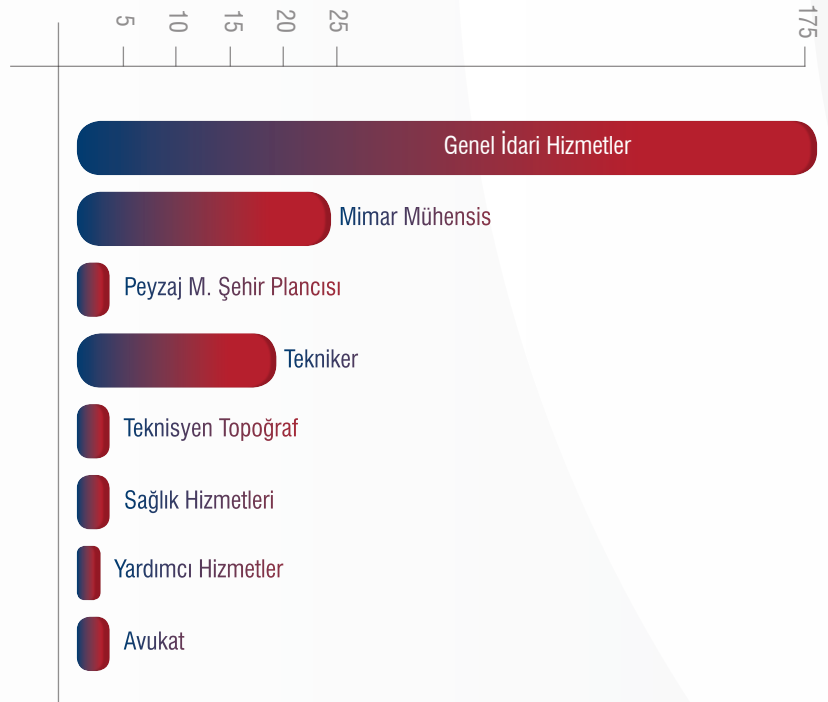 5
10
15
20
25
175
Genel İdari Hizmetler
Mimar Mühensis
Peyzaj M. Şehir Plancısı
Tekniker
Teknisyen Topoğraf
Sağlık Hizmetleri
Yardımcı Hizmetler
Avukat